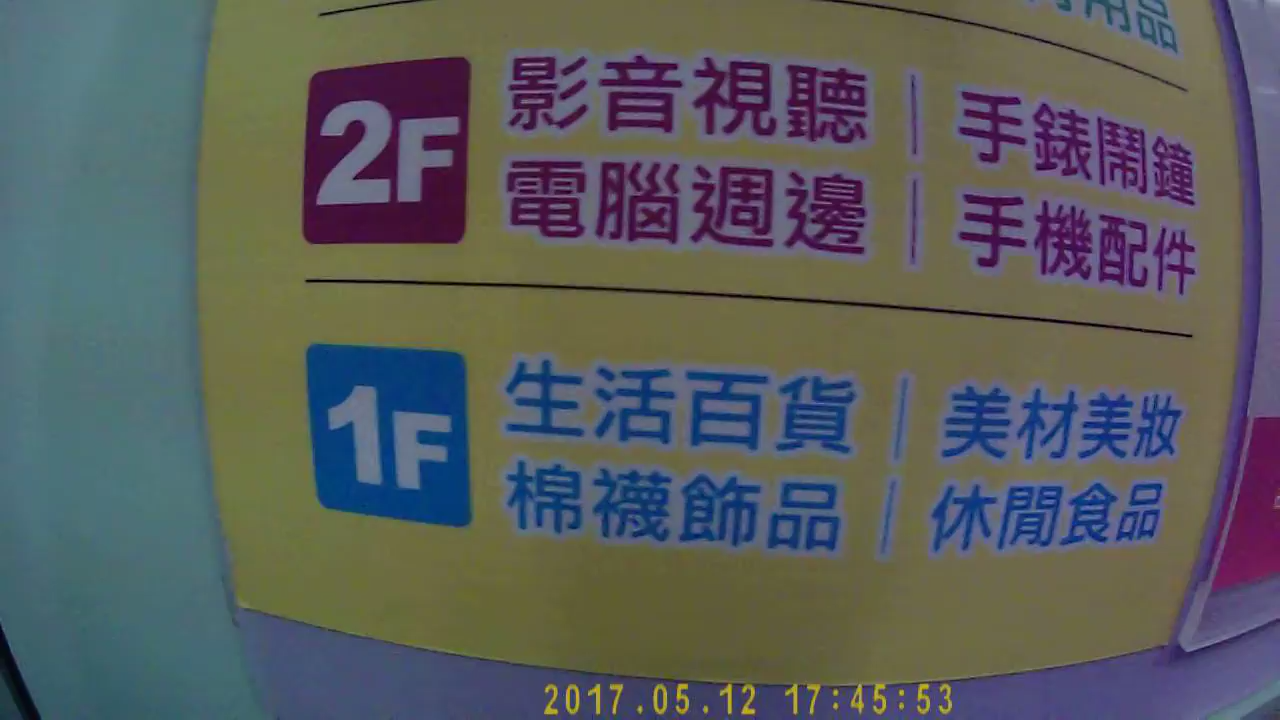 用品
2F
影音視聽｜手錶鬧鐘
電腦週邊｜手機配件
1F
生活百貨｜美材美妝
棉襪飾品｜休閒食品
2017.05.12 17:45:53